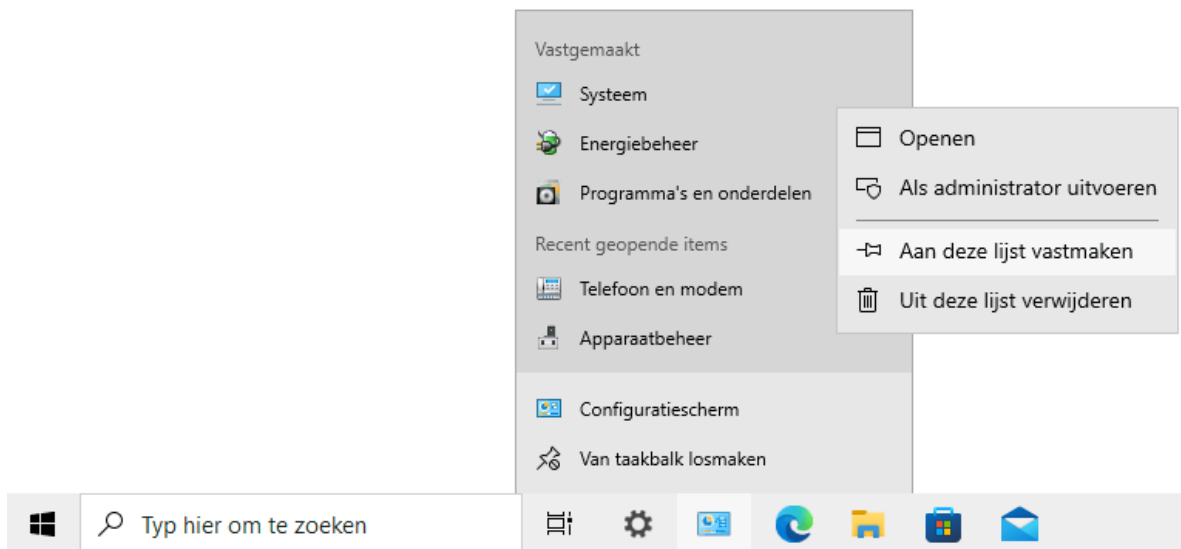 Vastgemaakt
Systeem
Energiebeheer
Programma's en onderdelen
Recent geopende items
Telefoon en modem
Apparaatbeheer
Configuratiescherm
Van taakbalk losmaken
Openen
Als administrator uitvoeren
Aan deze lijst vastmaken
Uit deze lijst verwijderen
Typ hier om te zoeken